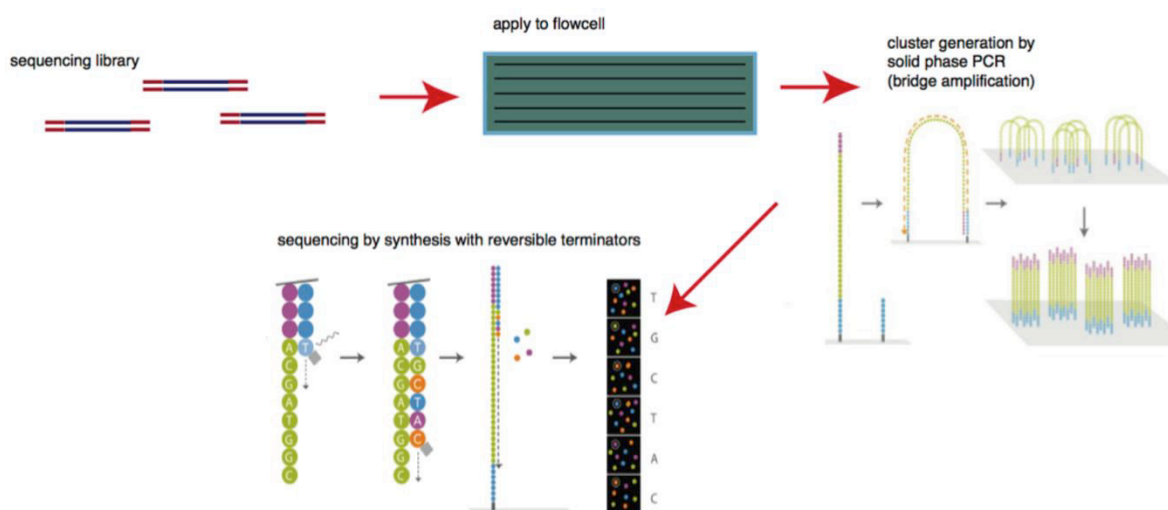 sequencing library
apply to flowcell
cluster generation by
solid phase PCR
(bridge amplification)
sequencing by synthesis with reversible terminators
A T
C
G
A
T
G
G
C
A T
C G
G C
A T
T A
G C
G
C
T
G
C
T
A
C